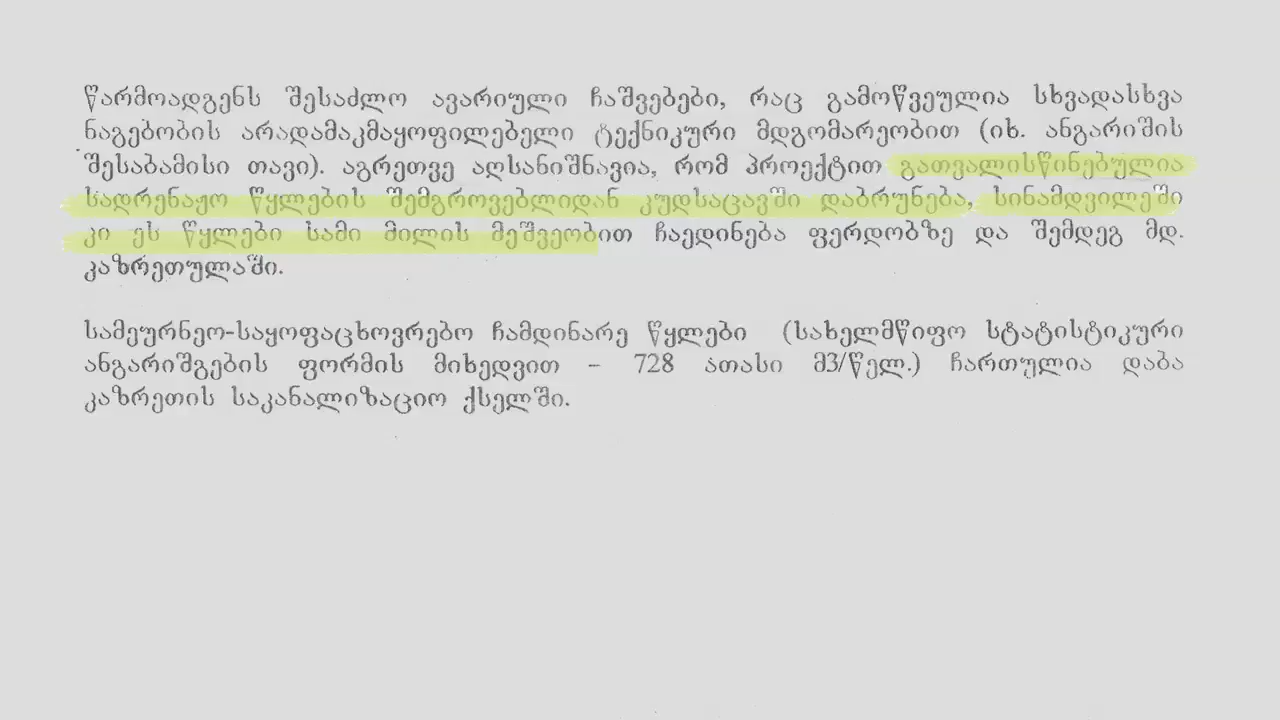 წარმოადგენს შესაძლო ავარიული ჩაშვებები, რაც გამოწვეულია სხვადასხვა
ნაგებობის არადამაკმაყოფილებელი ტექნიკური მდგომარეობით (იხ. ანგარიშის
შესაბამისი თავი). აგრეთვე აღსანიშნავია, რომ პროექტით გათვალისწინებულია
სადრენაჟო წყლების შემგროვებლიდან კუდსაცავში დაბრუნება, სინამდვილეში
კი ეს წყლები სამი მილის მეშვეობით ჩაედინება ფერდობზე და შემდეგ მდ.
კაზრეთულაში.
სამეურნეო-საყოფაცხოვრებო ჩამდინარე წყლები (სახელმწიფო სტატისტიკური
ანგარიშგების ფორმის მიხედვით – 728 ათასი მ3/წელ.) ჩართულია დაბა
კაზრეთის საკანალიზაციო ქსელში.